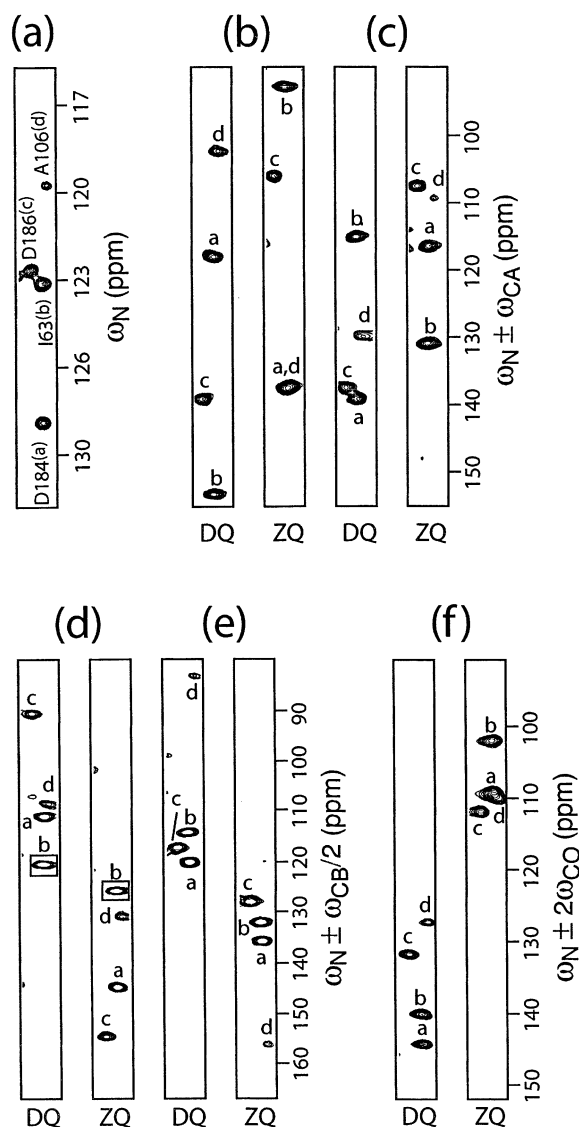 (a)
(b)
(c)
117
120
123
126
130
ωN (ppm)
A106(d)
D186(c)
I63(b)
D184(a)
d
a
c
b
DQ
b
c
a,d
ZQ
b
d
c
a
DQ
c
d
a
b
ZQ
100
110
120
130
140
150
ωN ± ωCA (ppm)
(d)
(e)
(f)
c
d
a
b
DQ
b
d
a
c
ZQ
d
c
b
a
DQ
c
b
a
d
ZQ
90
100
110
120
130
140
150
160
ωN ± ωCB/2 (ppm)
d
c
b
a
DQ
b
a
c
d
ZQ
100
110
120
130
140
150
ωN ± 2ωCO (ppm)